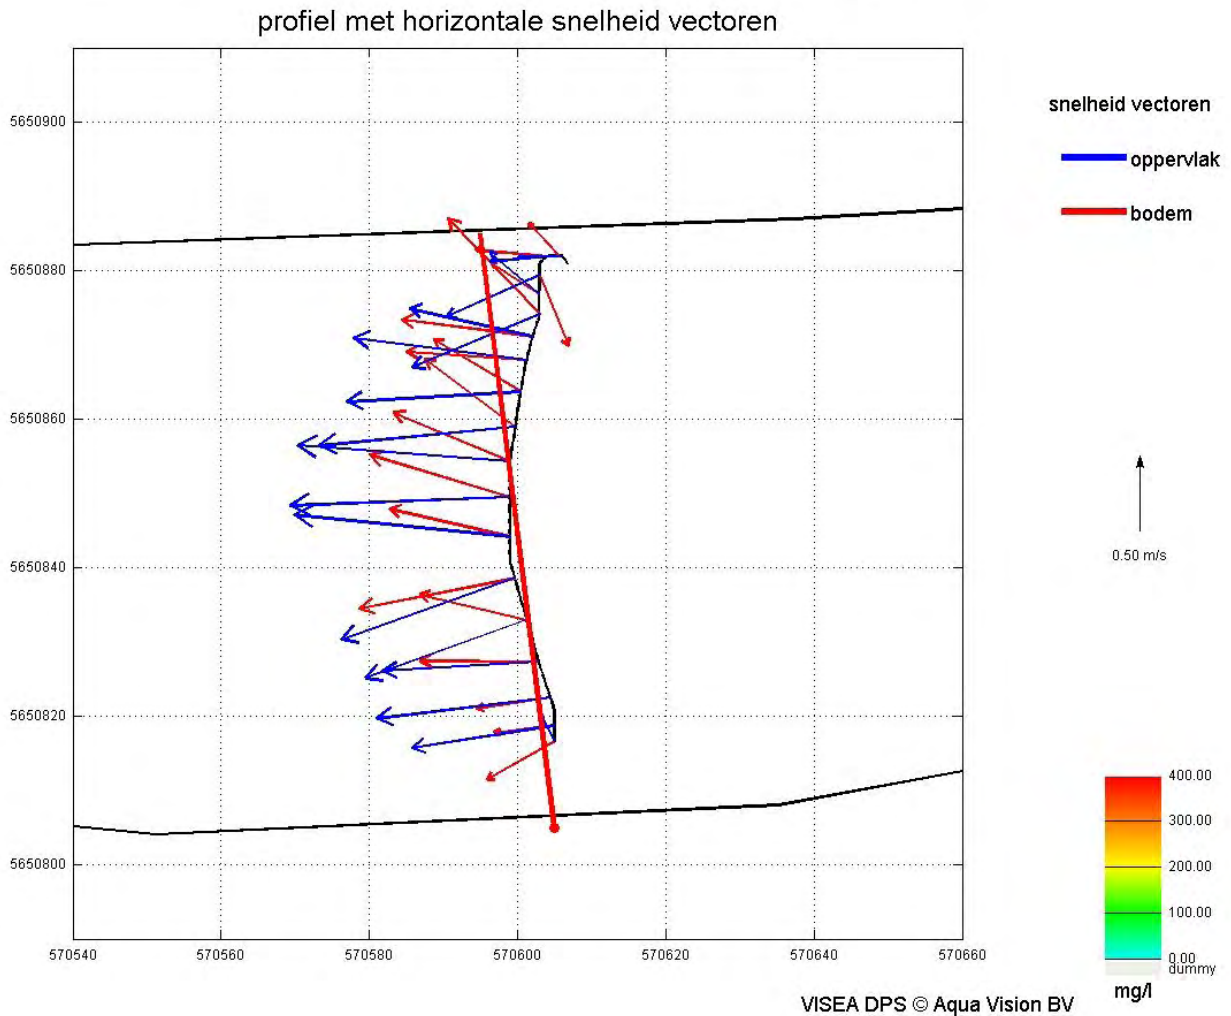 profiel met horizontale snelheid vectoren
snelheid vectoren
oppervlak
bodem
5650900
5650880
5650860
5650840
5650820
5650800
0.50 m/s
400.00
300.00
200.00
100.00
0.00
dummy
mg/l
570540 570560 570580 570600 570620 570640 570660
VISEA DPS © Aqua Vision BV